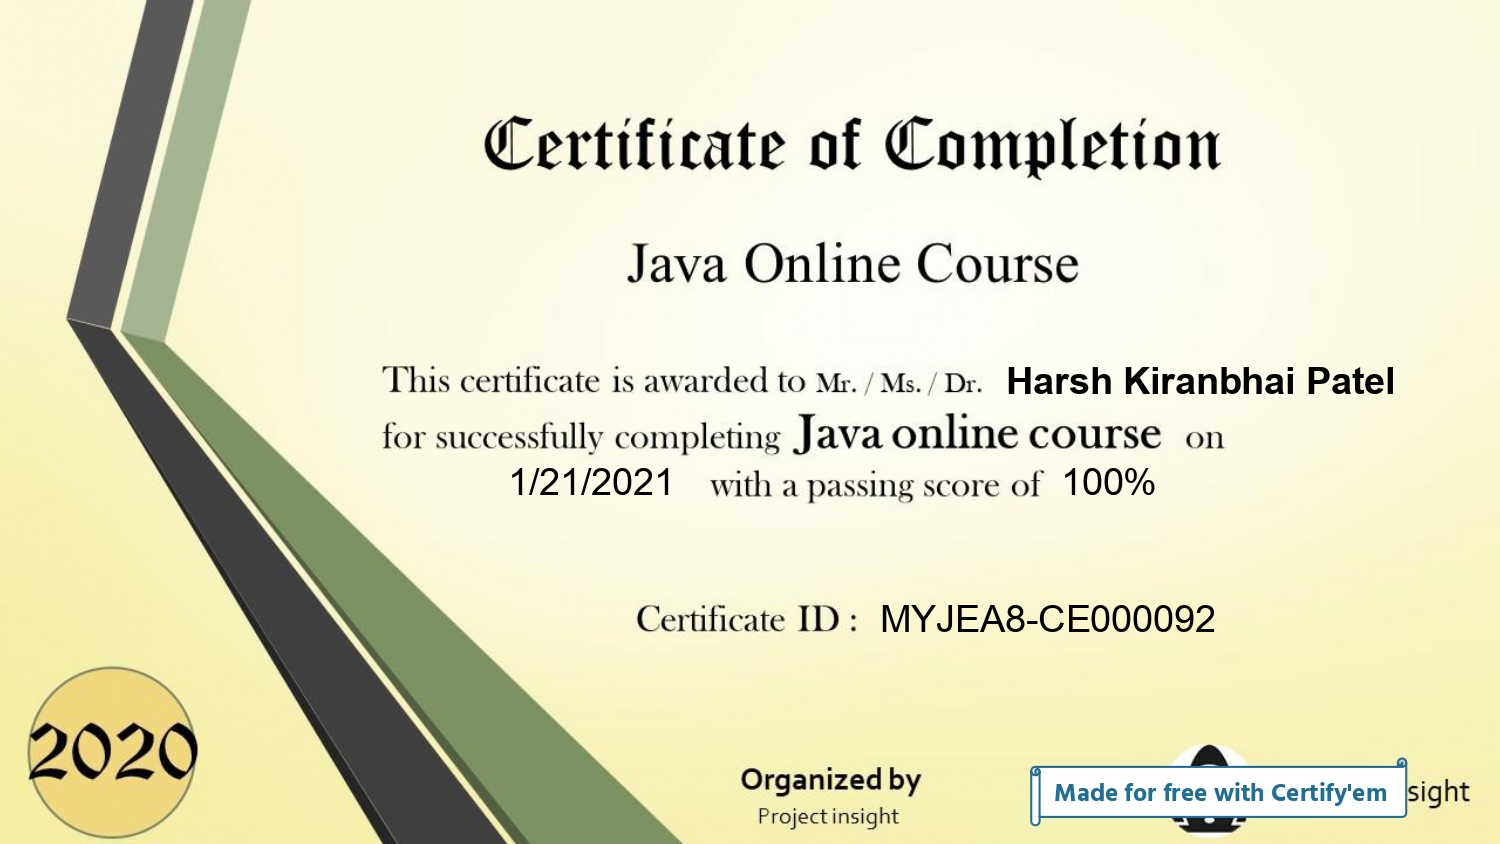 Certificate of Completion
Java Online Course
This certificate is awarded to Mr. / Ms. / Dr. Harsh Kiranbhai Patel
for successfully completing Java online course on
1/21/2021 with a passing score of 100%
Certificate ID : MYJEA8-CE000092
2020
Organized by
Project insight
Made for free with Certify'em
sight